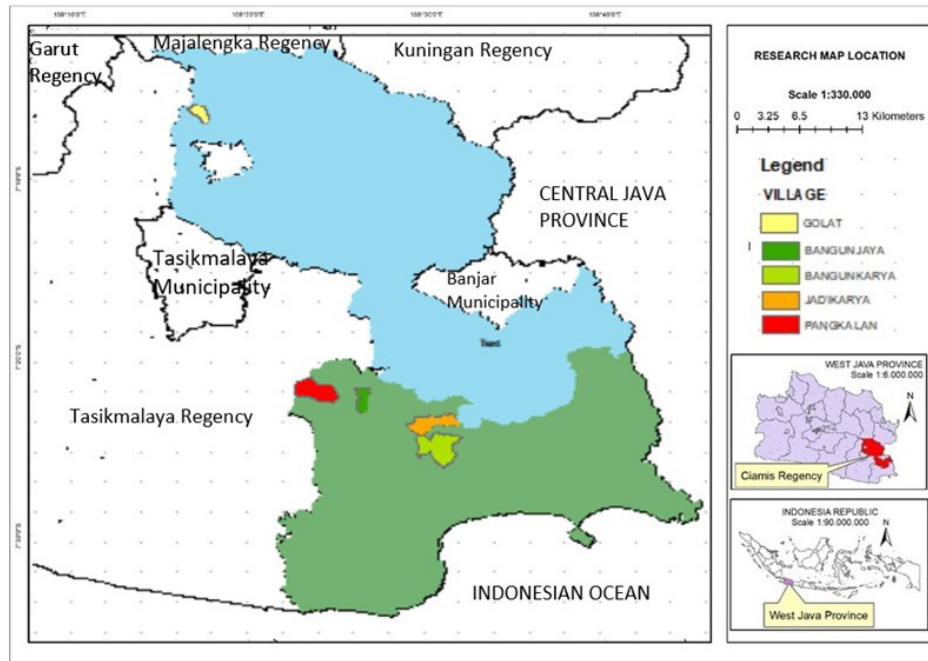 Garut
Regency
Majalengka Regency
Kuningan Regency
CENTRAL JAVA
PROVINCE
Tasikmalaya
Municipality
Banjar
Municipality
Tasikmalaya Regency
INDONESIAN OCEAN
RESEARCH MAP LOCATION
Scale 1:330.000
0 3.25 6.5 13 Kilometers
Legend
VILLAGE
GOLAT
BANGUNJAYA
BANGUNKARYA
JADIKARYA
PANGKALAN
WEST JAVA PROVINCE
Scale 1:6.000.000
N
Ciamis Regency
INDONESIA REPUBLIC
Scale 1:90.000.000
N
West Java Province